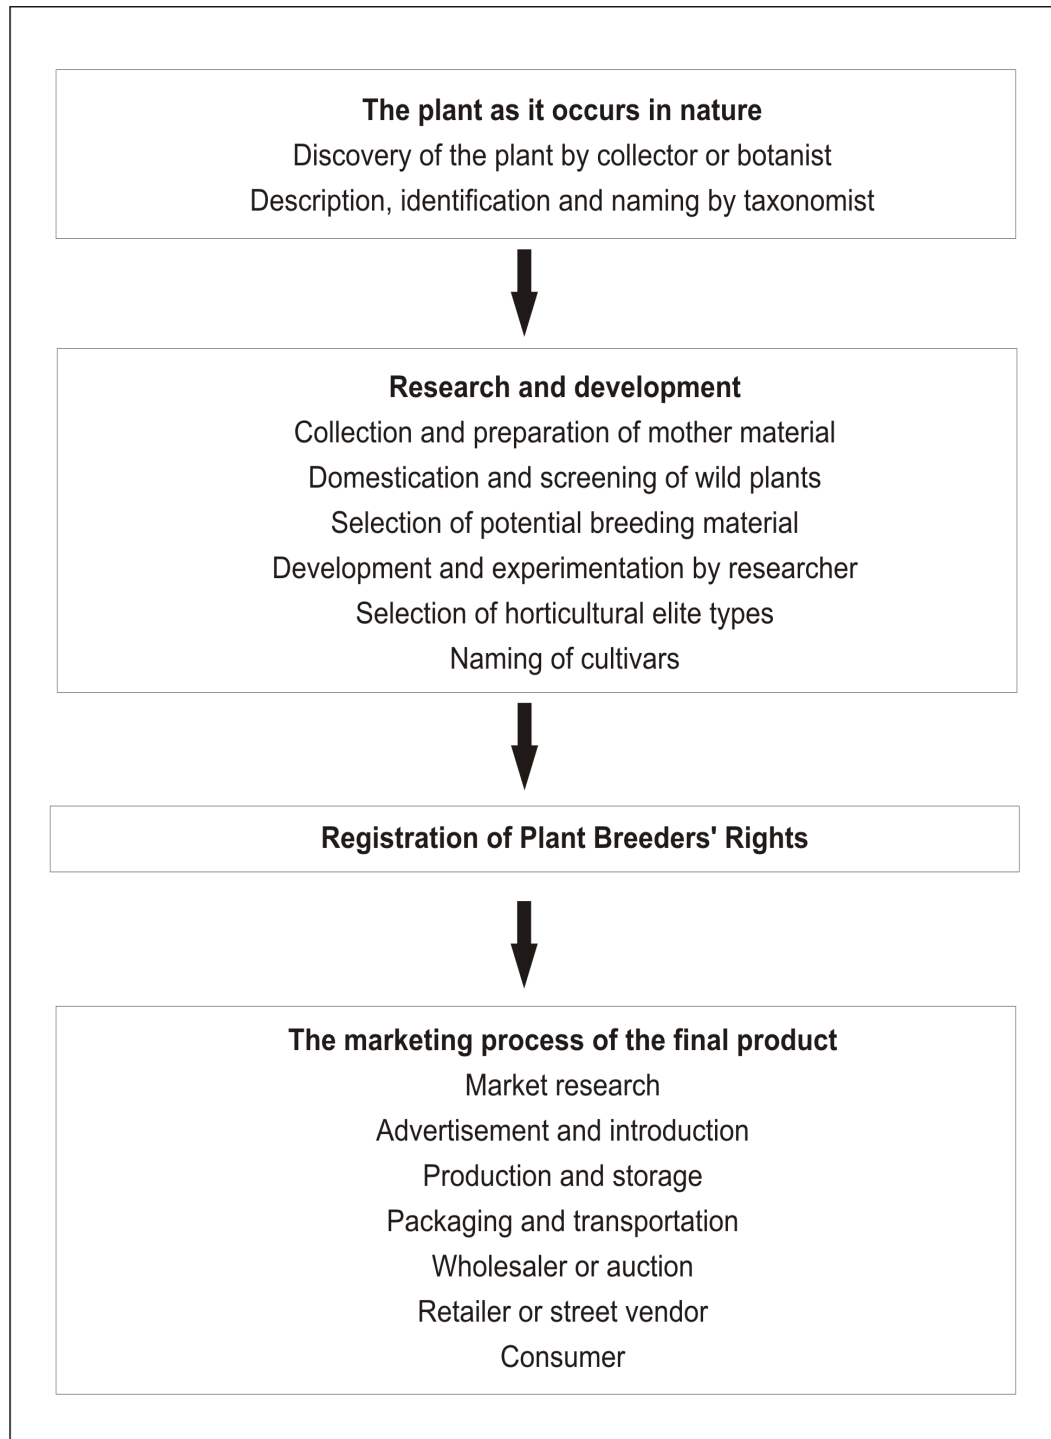 The plant as it occurs in nature
Discovery of the plant by collector or botanist
Description, identification and naming by taxonomist
Research and development
Collection and preparation of mother material
Domestication and screening of wild plants
Selection of potential breeding material
Development and experimentation by researcher
Selection of horticultural elite types
Naming of cultivars
Registration of Plant Breeders' Rights
The marketing process of the final product
Market research
Advertisement and introduction
Production and storage
Packaging and transportation
Wholesaler or auction
Retailer or street vendor
Consumer